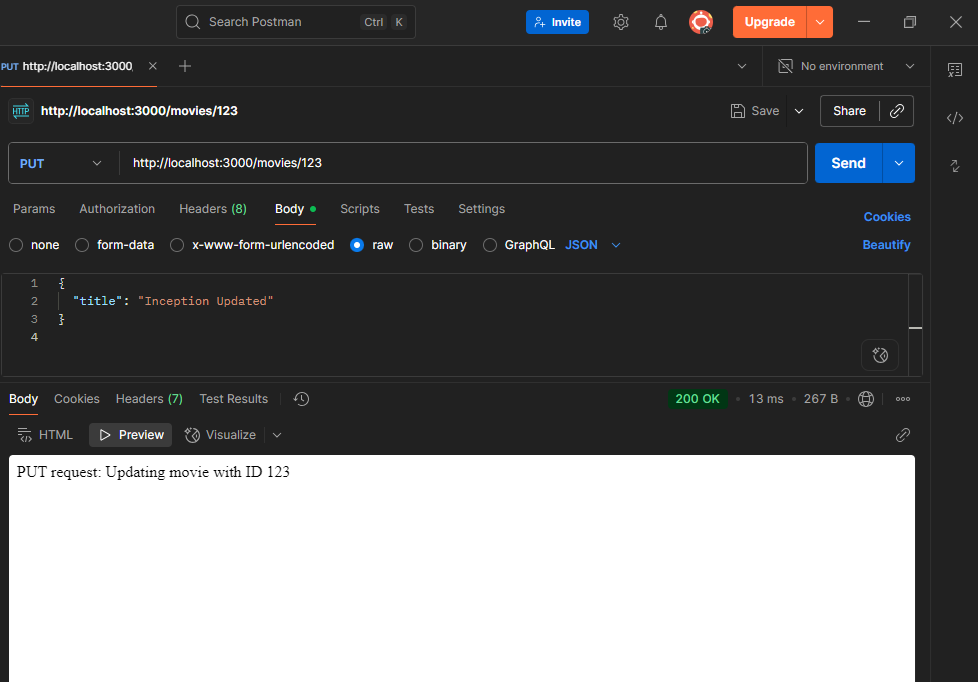 Search Postman Ctrl K Invite Upgrade
PUT http://localhost:3000 No environment
HTTP http://localhost:3000/movies/123 Save Share
PUT http://localhost:3000/movies/123 Send
Params Authorization Headers (8) Body Scripts Tests Settings Cookies
none form-data x-www-form-urlencoded raw binary GraphQL JSON Beautify
1 {
2 "title": "Inception Updated"
3 }
4
Body Cookies Headers (7) Test Results 200 OK 13 ms 267 B
HTML Preview Visualize
PUT request: Updating movie with ID 123